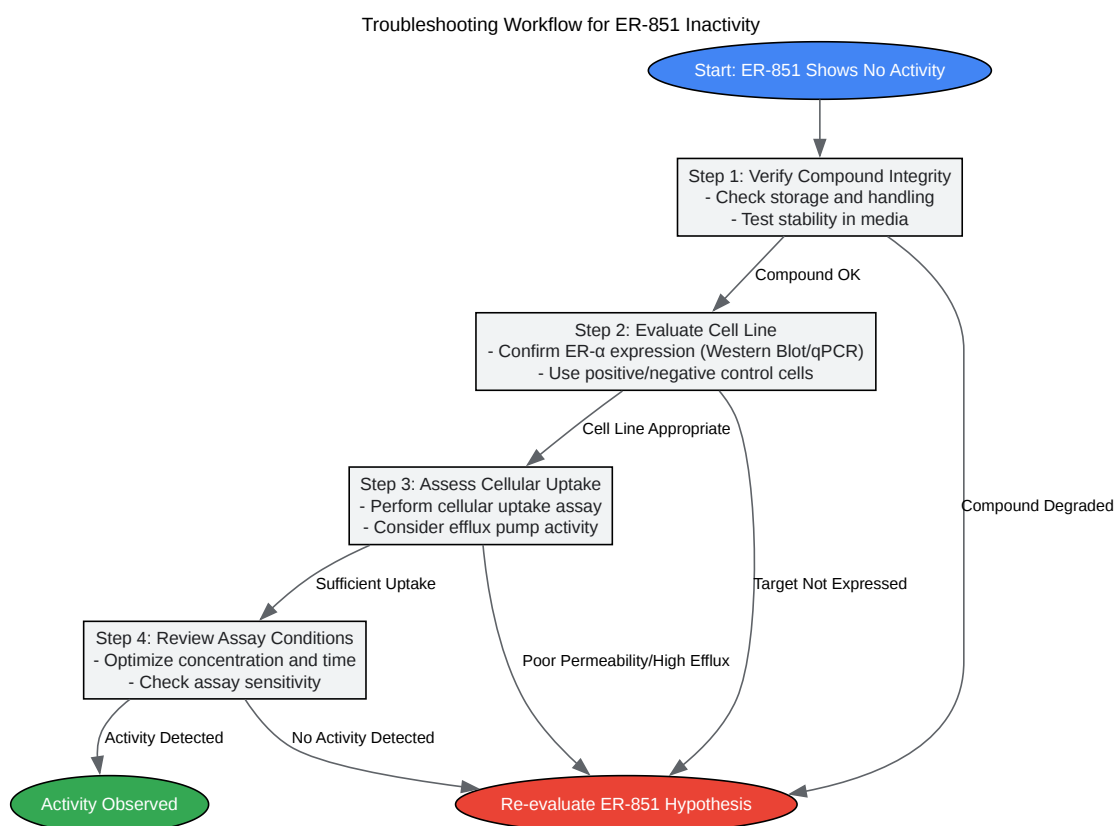 Troubleshooting Workflow for ER-851 Inactivity
Start: ER-851 Shows No Activity
Step 1: Verify Compound Integrity
- Check storage and handling
- Test stability in media
Compound OK
Step 2: Evaluate Cell Line
- Confirm ER-α expression (Western Blot/qPCR)
- Use positive/negative control cells
Cell Line Appropriate
Step 3: Assess Cellular Uptake
- Perform cellular uptake assay
- Consider efflux pump activity
Compound Degraded
Sufficient Uptake
Target Not Expressed
Step 4: Review Assay Conditions
- Optimize concentration and time
- Check assay sensitivity
Poor Permeability/High Efflux
Activity Detected
No Activity Detected
Activity Observed
Re-evaluate ER-851 Hypothesis